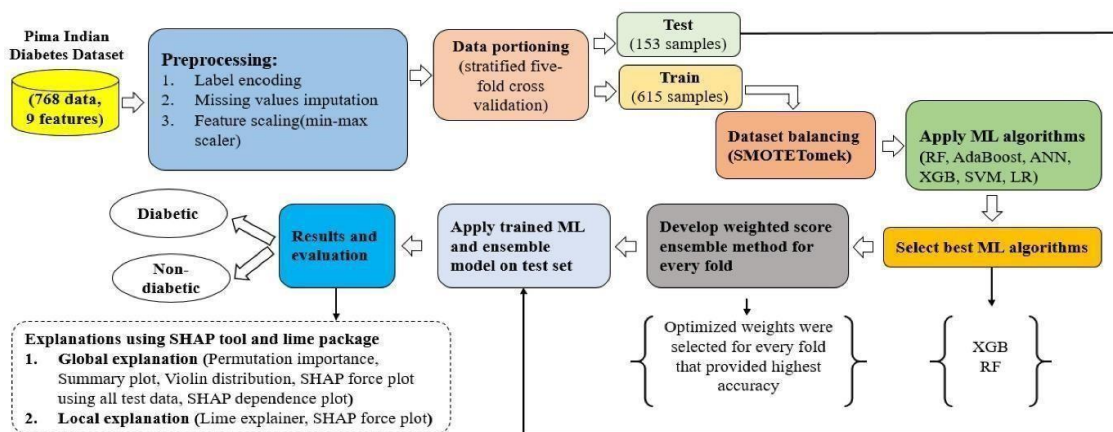 Pima Indian
Diabetes Dataset
(768 data,
9 features)
Preprocessing:
1. Label encoding
2. Missing values imputation
3. Feature scaling(min-max
scaler)
Data portioning
(stratified five-
fold cross
validation)
Test
(153 samples)
Train
(615 samples)
Dataset balancing
(SMOTETomek)
Apply ML algorithms
(RF, AdaBoost, ANN,
XGB, SVM, LR)
Select best ML algorithms
XGB
RF
Develop weighted score
ensemble method for
every fold
Optimized weights were
selected for every fold
that provided highest
accuracy
Apply trained ML
and ensemble
model on test set
Results and
evaluation
Diabetic
Non-
diabetic
Explanations using SHAP tool and lime package
1. Global explanation (Permutation importance,
Summary plot, Violin distribution, SHAP force plot
using all test data, SHAP dependence plot)
2. Local explanation (Lime explainer, SHAP force plot)